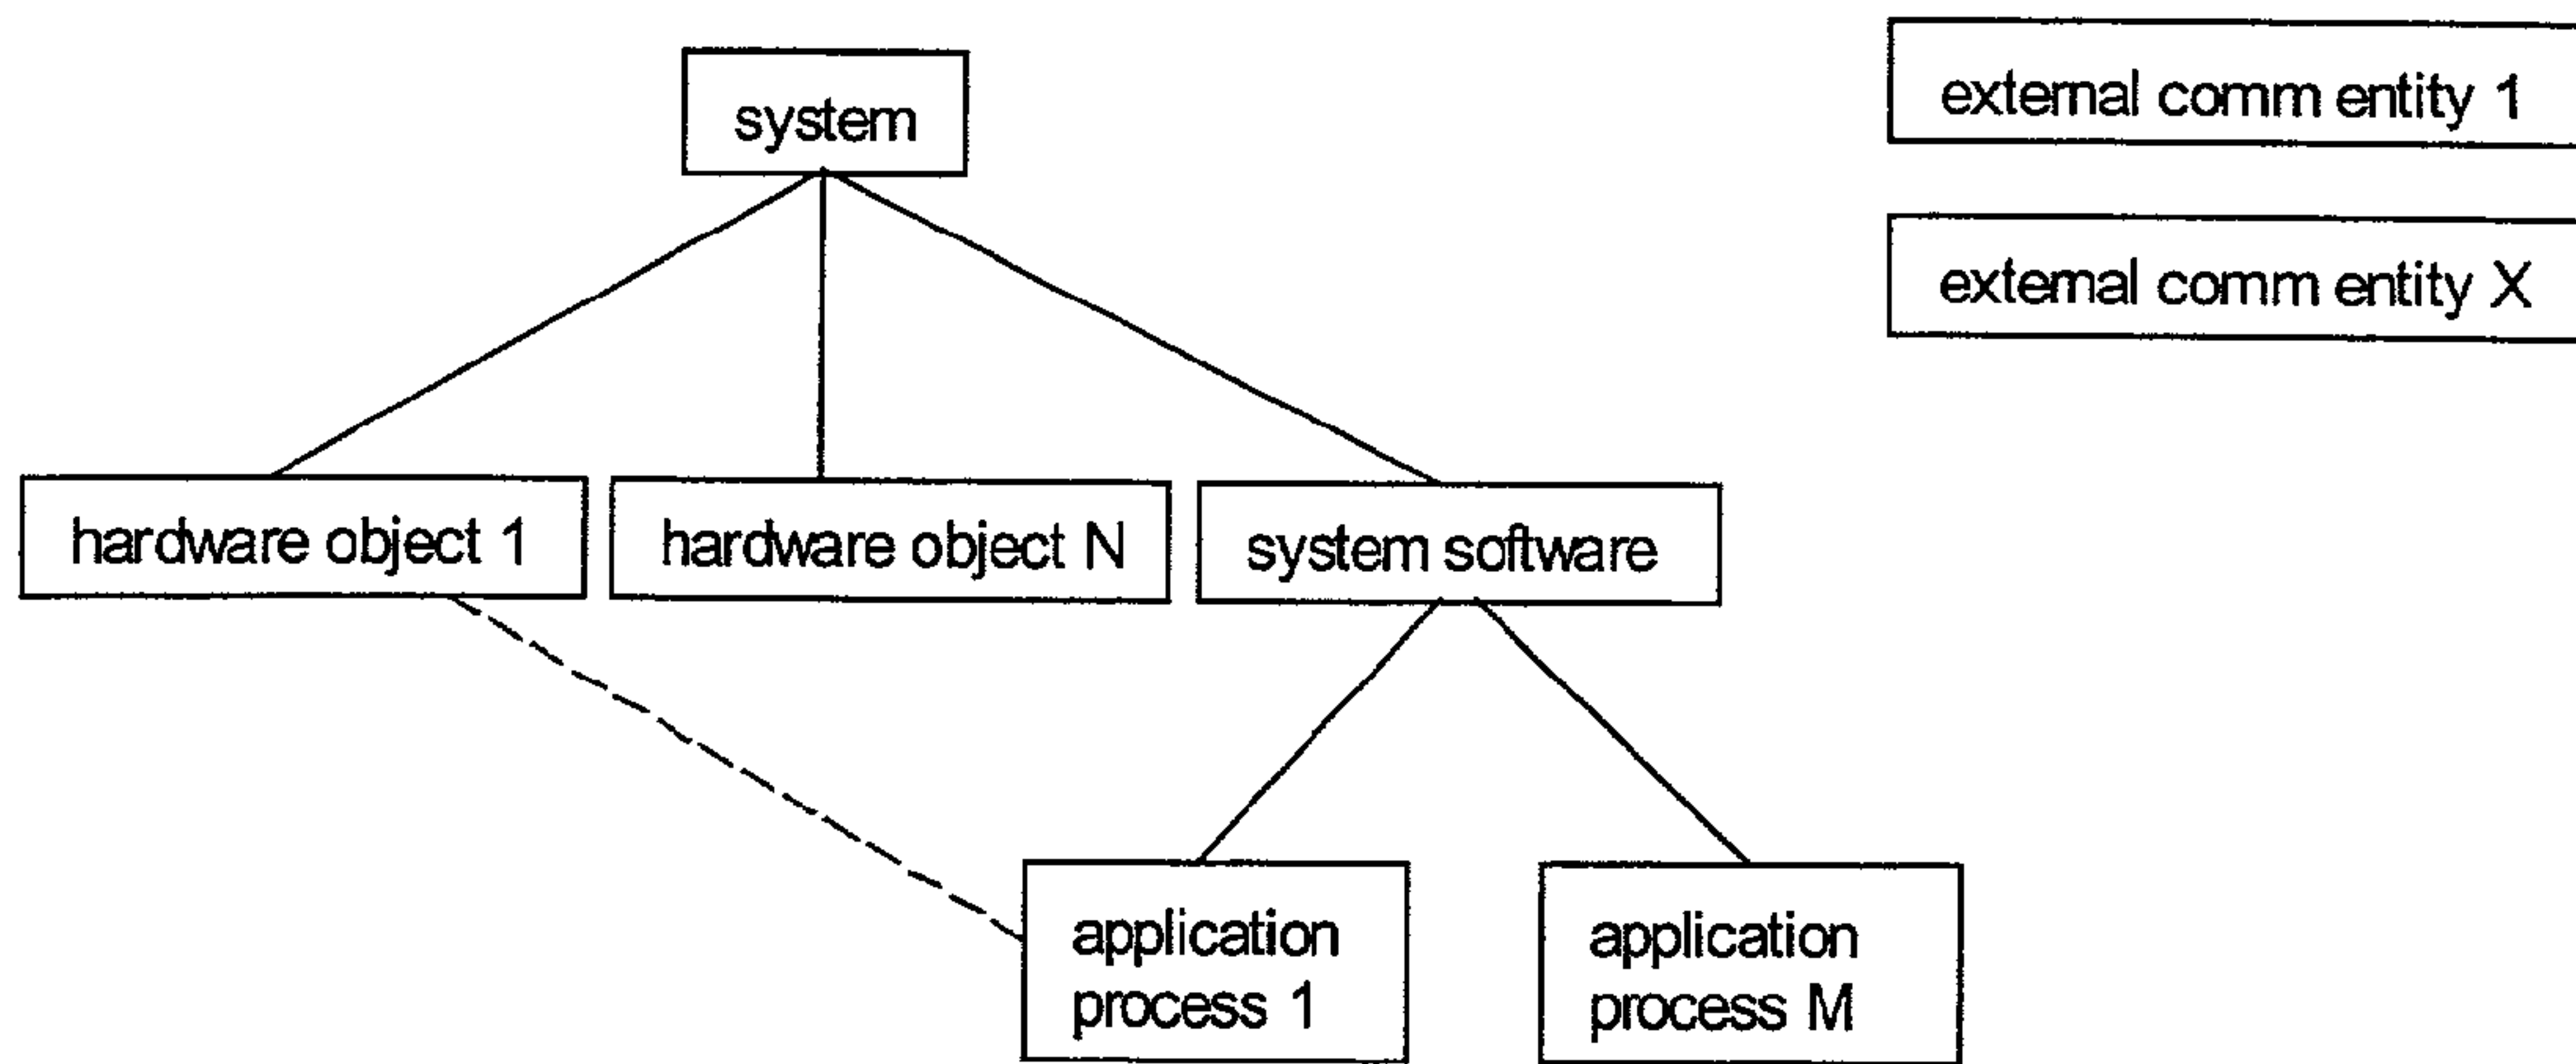 system
external comm entity 1
external comm entity X
hardware object 1
hardware object N
system software
application
process 1
application
process M